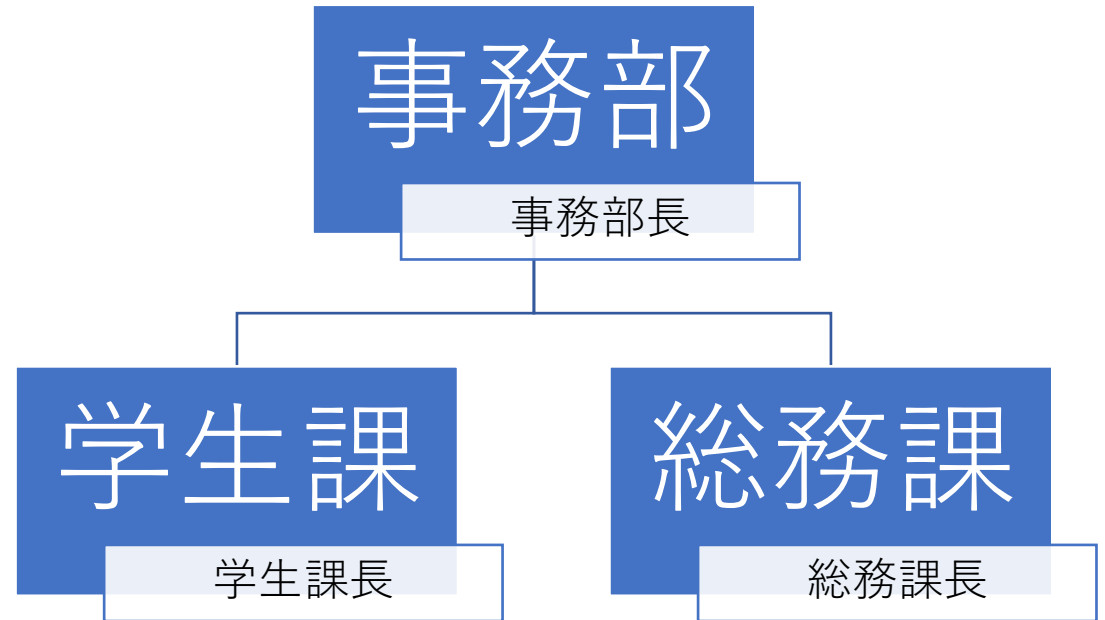 事務部
事務部長
学生課
学生課長
総務課
総務課長